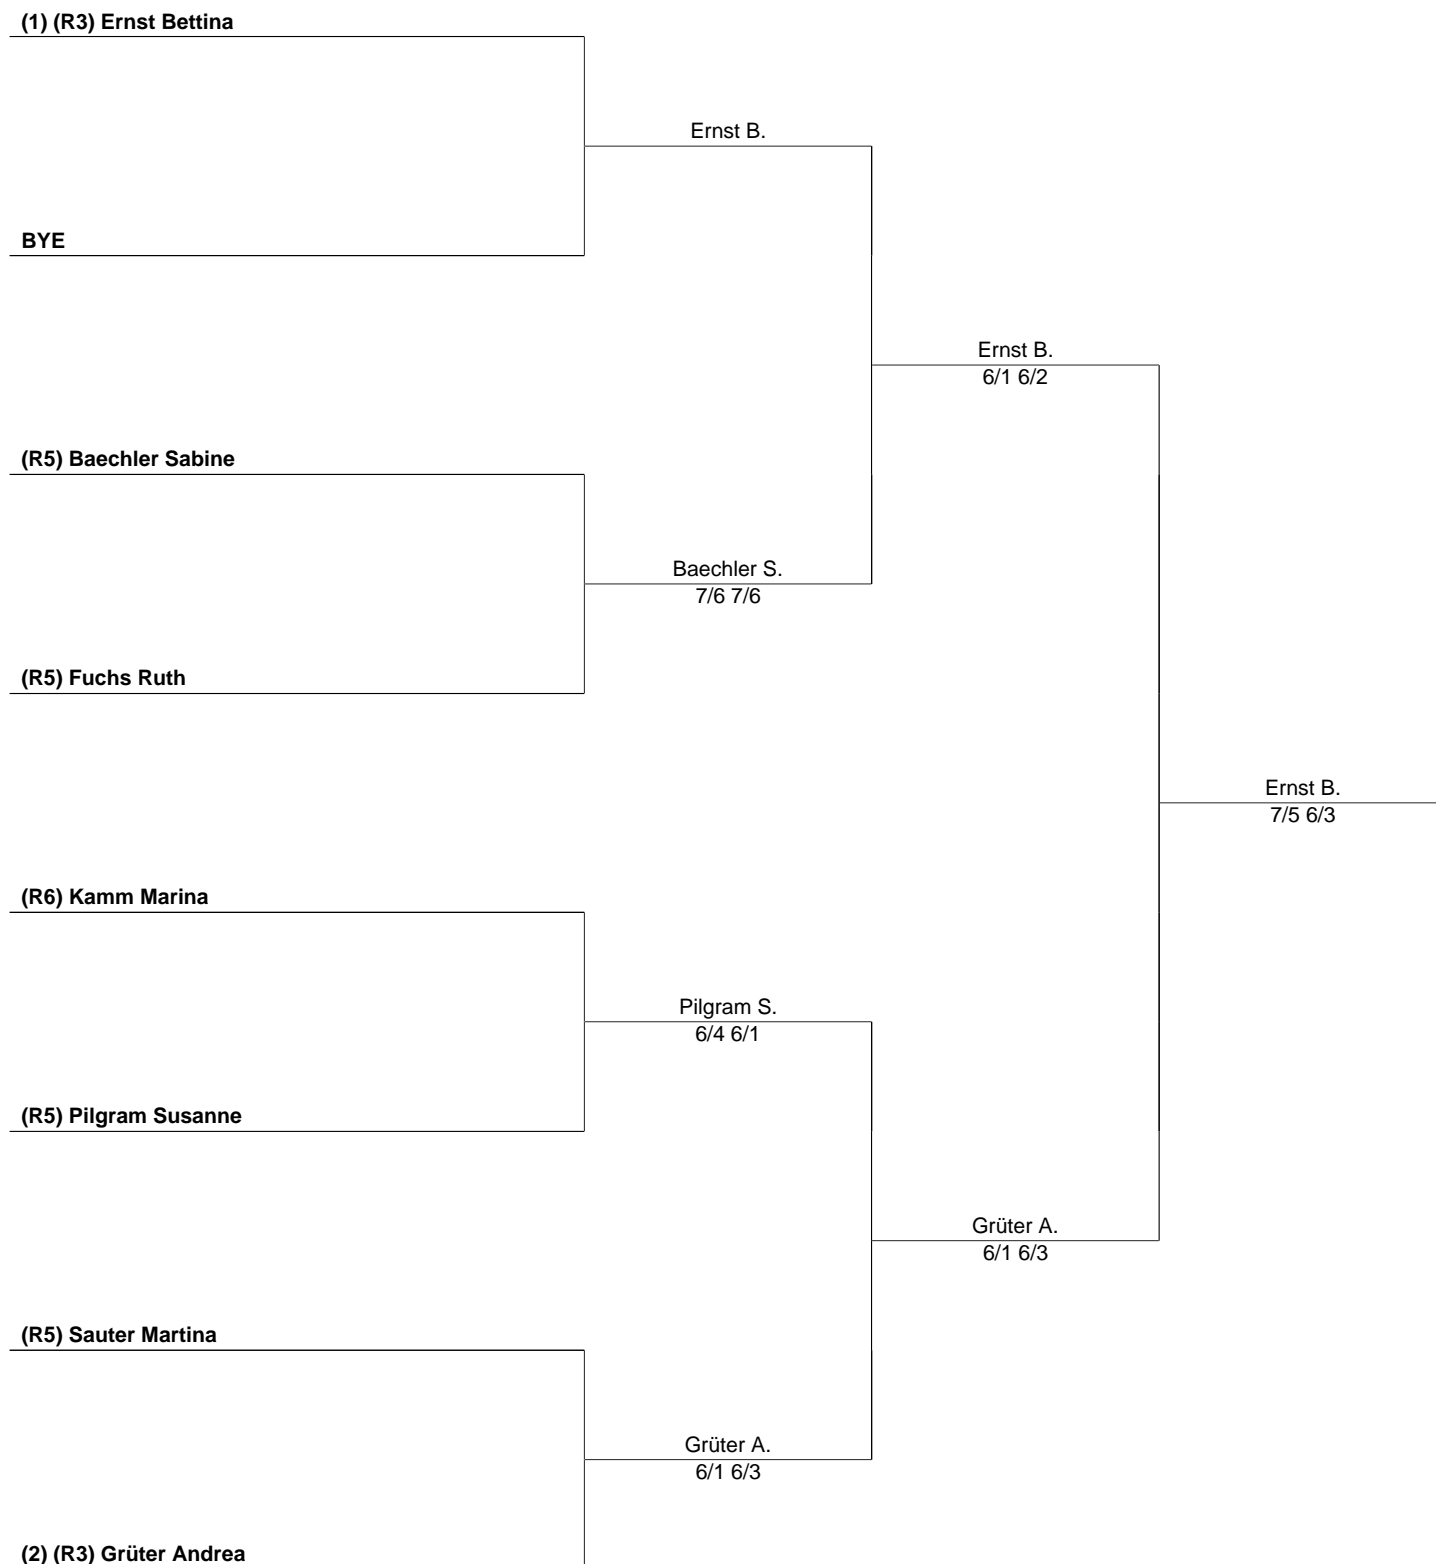 (1) (R3) Ernst Bettina
Ernst B.
BYE
Ernst B.
6/1 6/2
(R5) Baechler Sabine
Baechler S.
7/6 7/6
(R5) Fuchs Ruth
Ernst B.
7/5 6/3
(R6) Kamm Marina
Pilgram S.
6/4 6/1
(R5) Pilgram Susanne
Grüter A.
6/1 6/3
(R5) Sauter Martina
Grüter A.
6/1 6/3
(2) (R3) Grüter Andrea